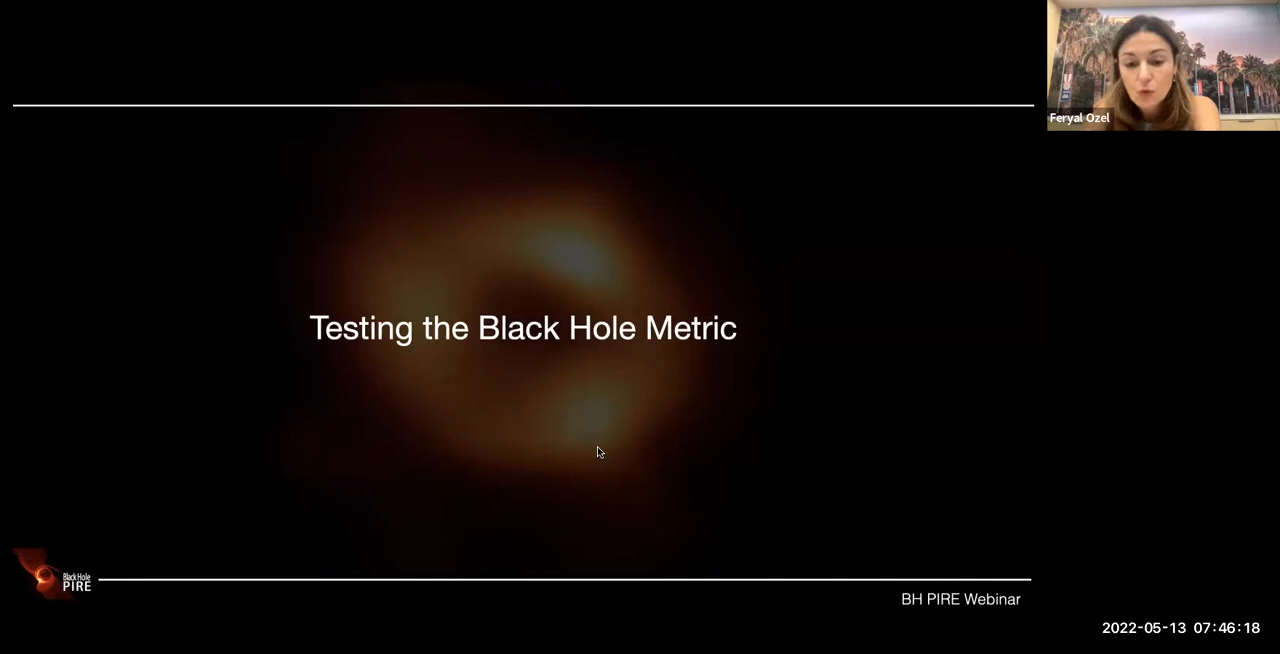 Feryal Ozel
Testing the Black Hole Metric
Black Hole
PIRE
BH PIRE Webinar
2022-05-13 07:46:18